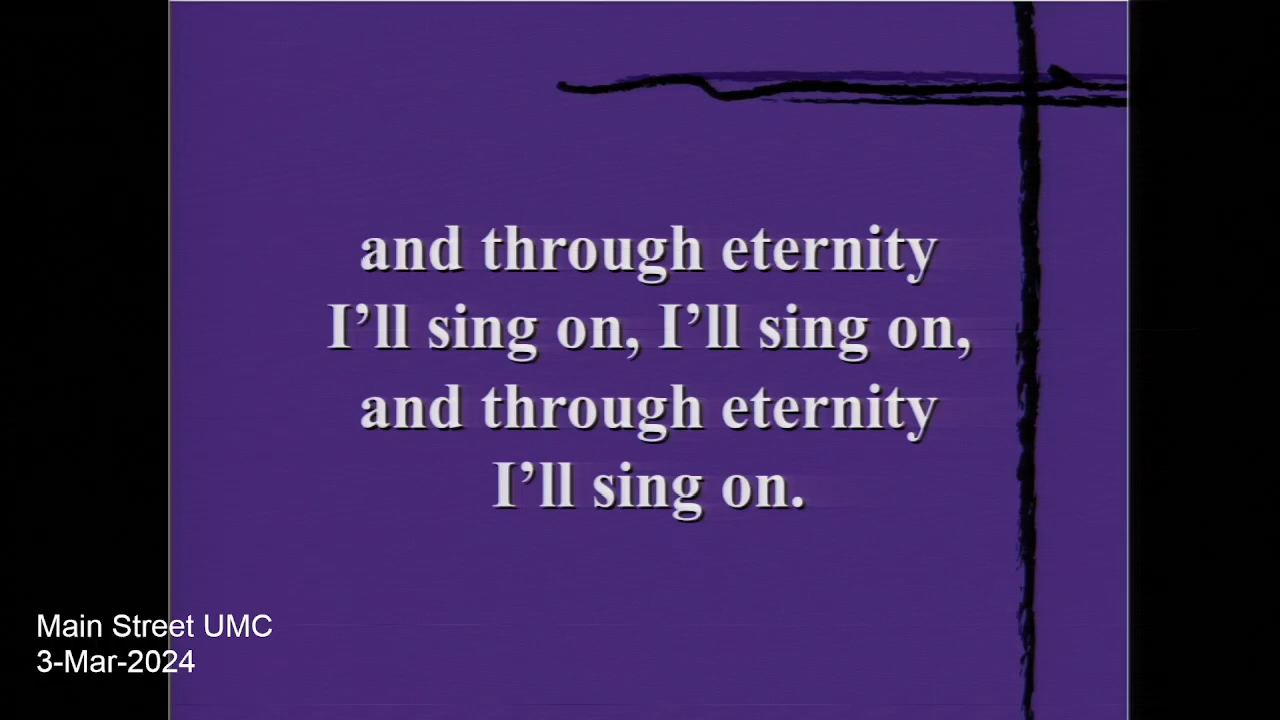 and through eternity
I’ll sing on, I’ll sing on,
and through eternity
I’ll sing on.
Main Street UMC
3-Mar-2024